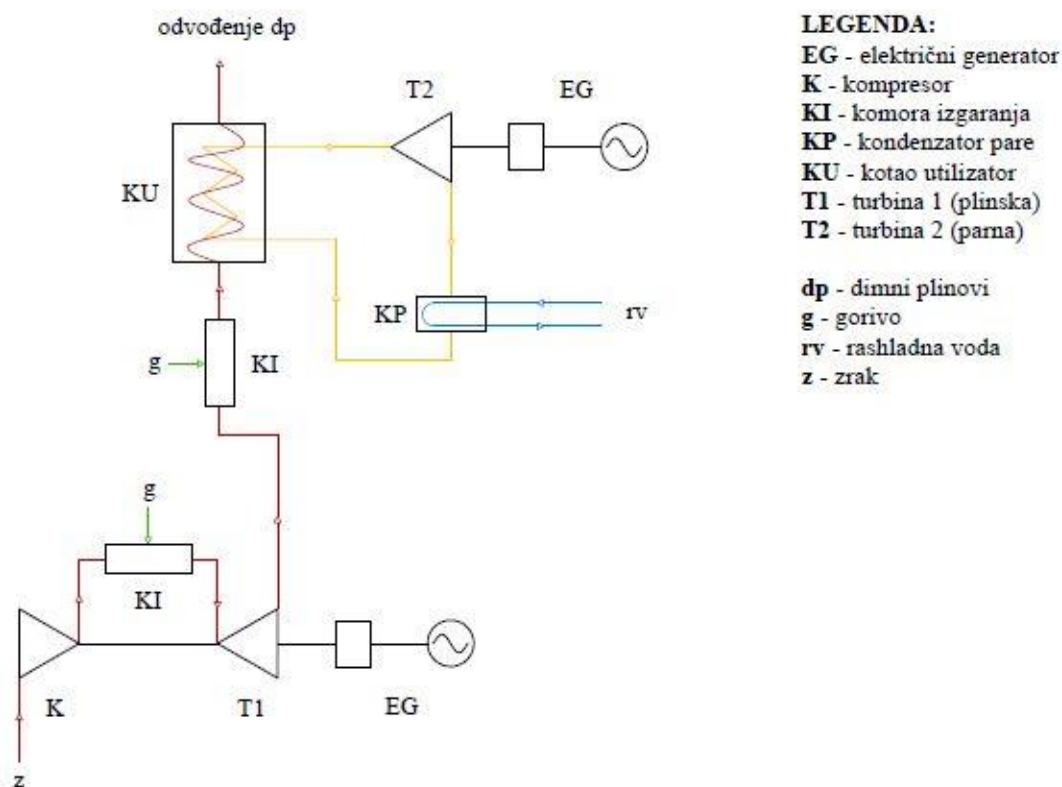 odvođenje dp
T2
EG
KU
KP
rv
g
KI
g
KI
K
T1
EG
z
LEGENDA:
EG - električni generator
K - kompresor
KI - komora izgaranja
KP - kondenzator pare
KU - kotao utilizator
T1 - turbina 1 (plinska)
T2 - turbina 2 (parna)
dp - dimni plinovi
g - gorivo
rv - rashladna voda
z - zrak